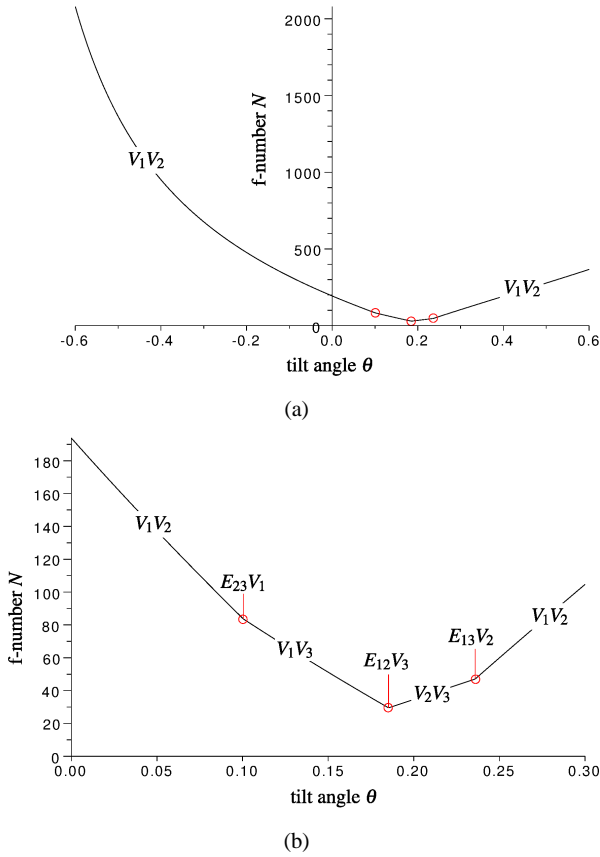 2000
1500
f-number N
1000
V1V2
500
V1V2
0
-0.6 -0.4 -0.2 0.0 0.2 0.4 0.6
tilt angle θ
(a)
180
160
V1V2
140
120
f-number N
E23V1
100
V1V2
80
E13V2
V1V3
60
E12V3
40
V2V3
20
0
0.00 0.05 0.10 0.15 0.20 0.25 0.30
tilt angle θ
(b)